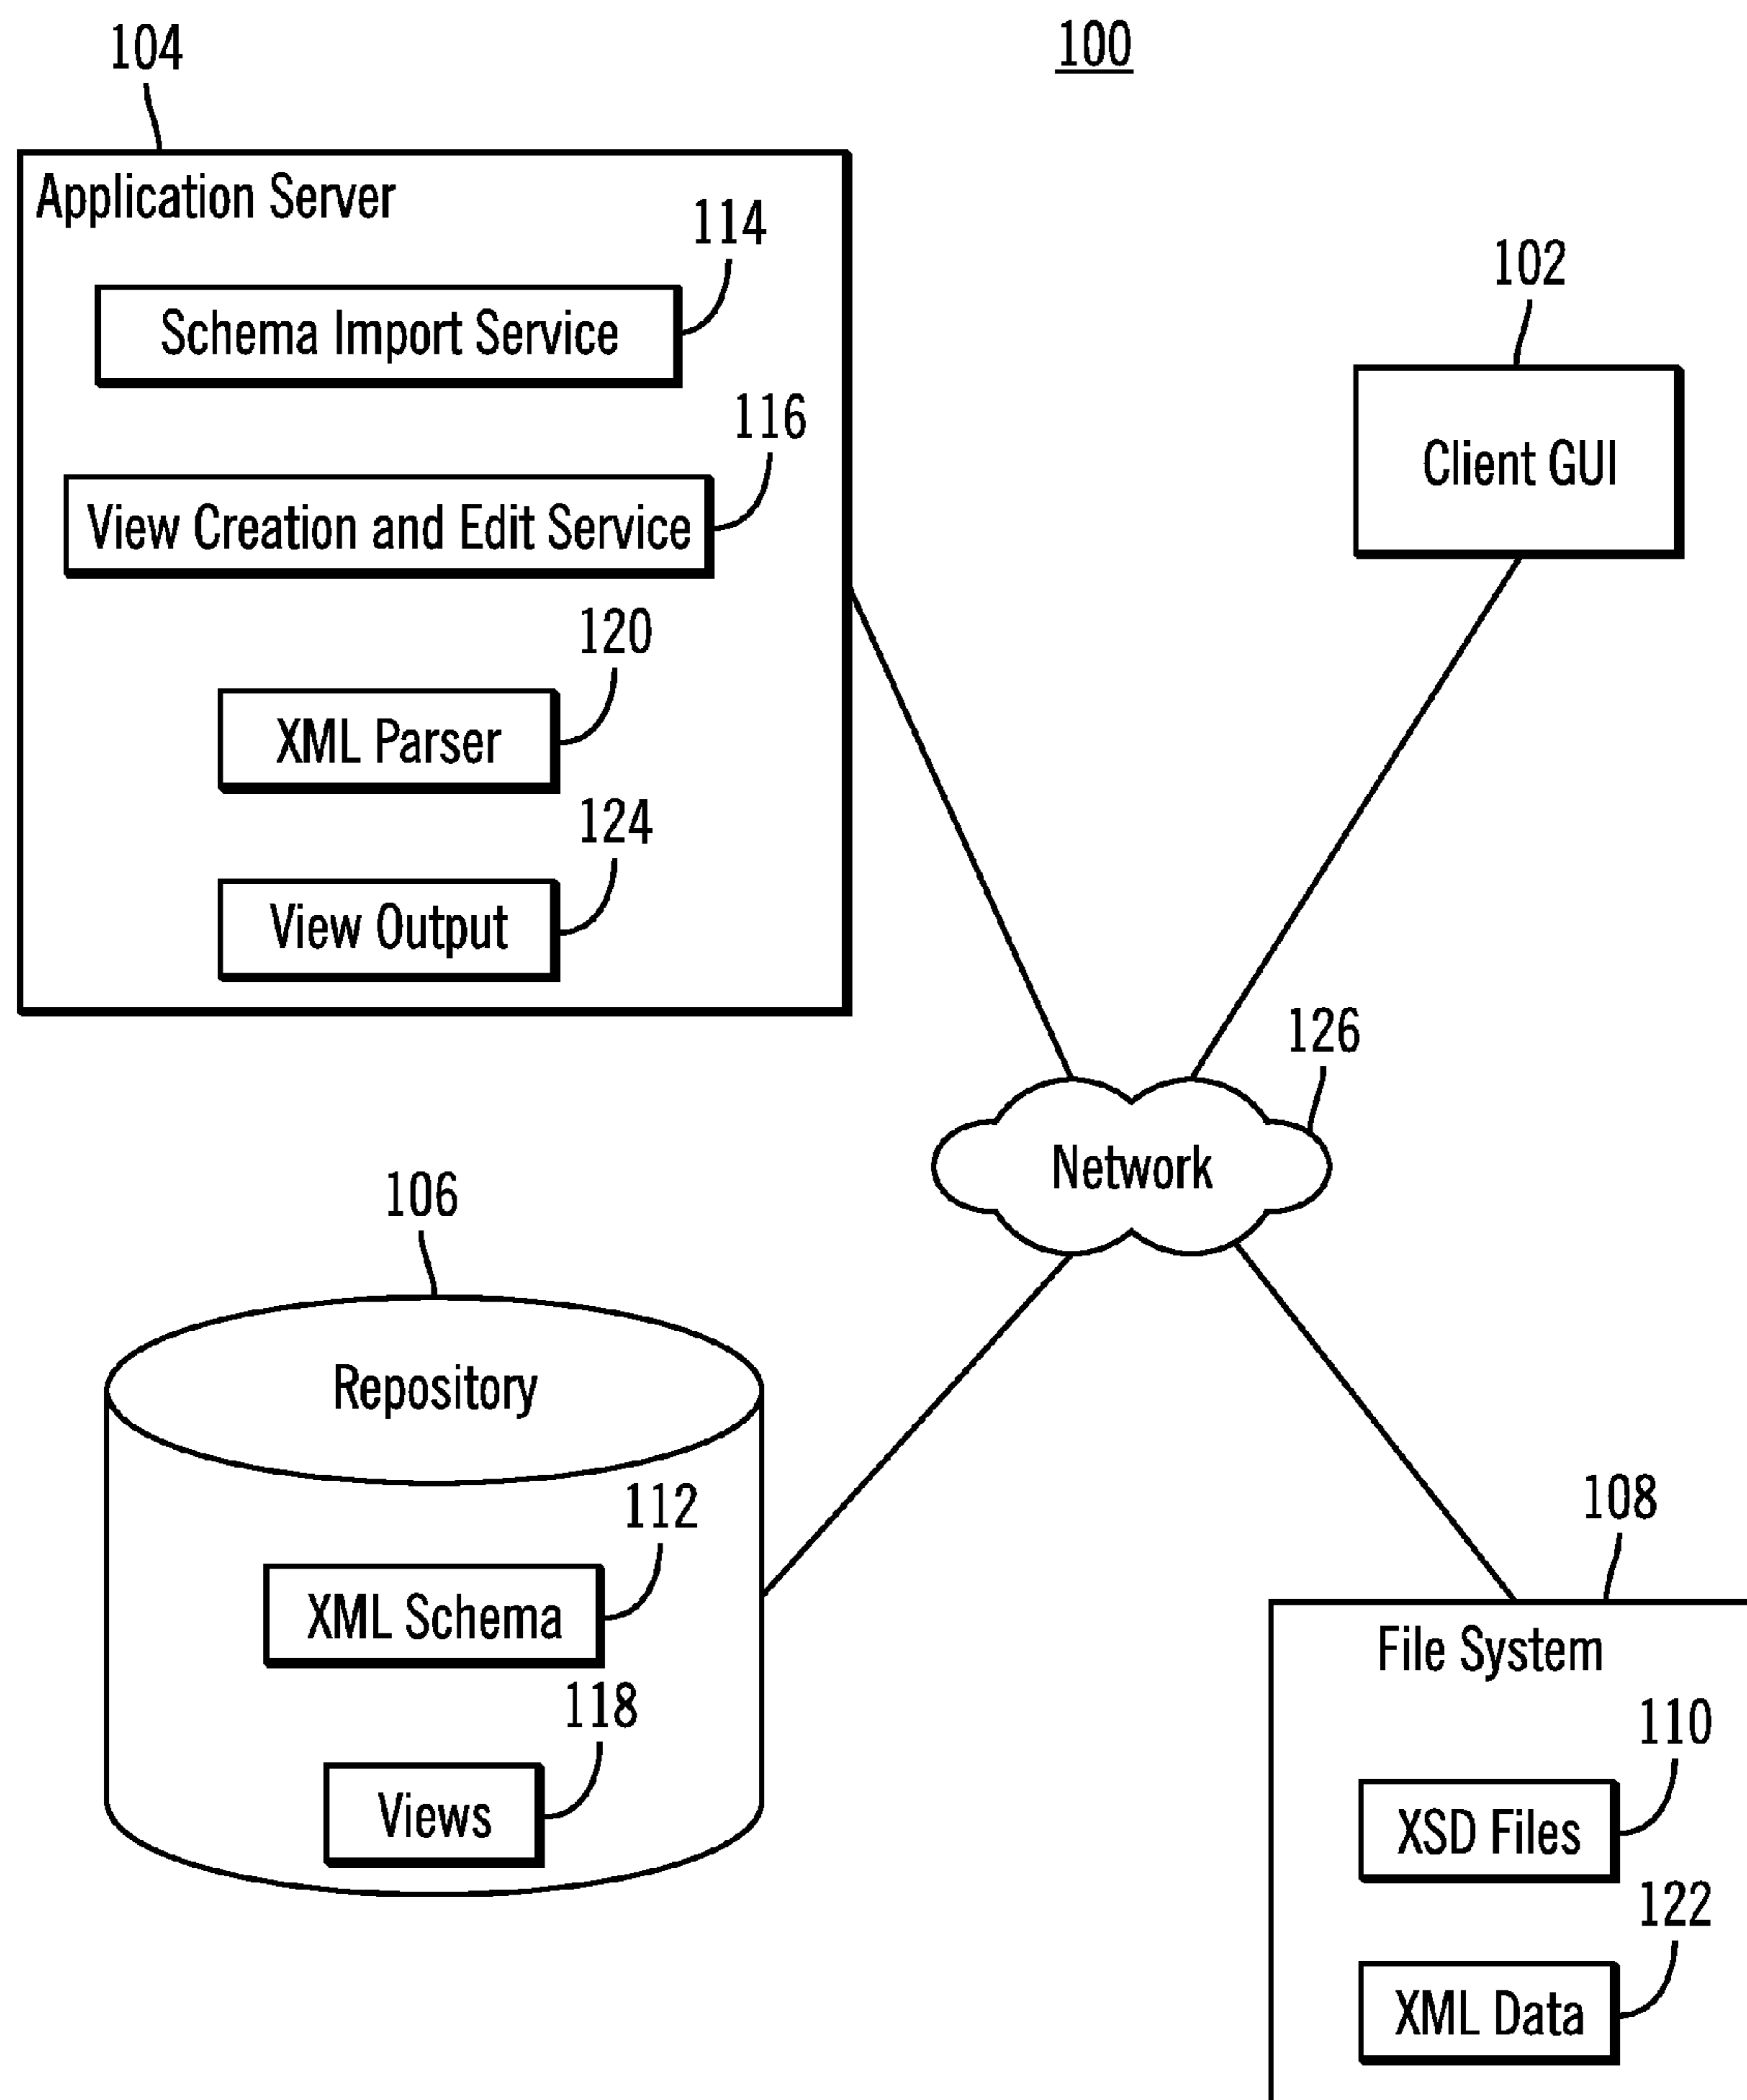 100
104
Application Server
114
Schema Import Service
116
View Creation and Edit Service
120
XML Parser
124
View Output
102
Client GUI
126
Network
106
Repository
112
XML Schema
118
Views
108
File System
110
XSD Files
122
XML Data